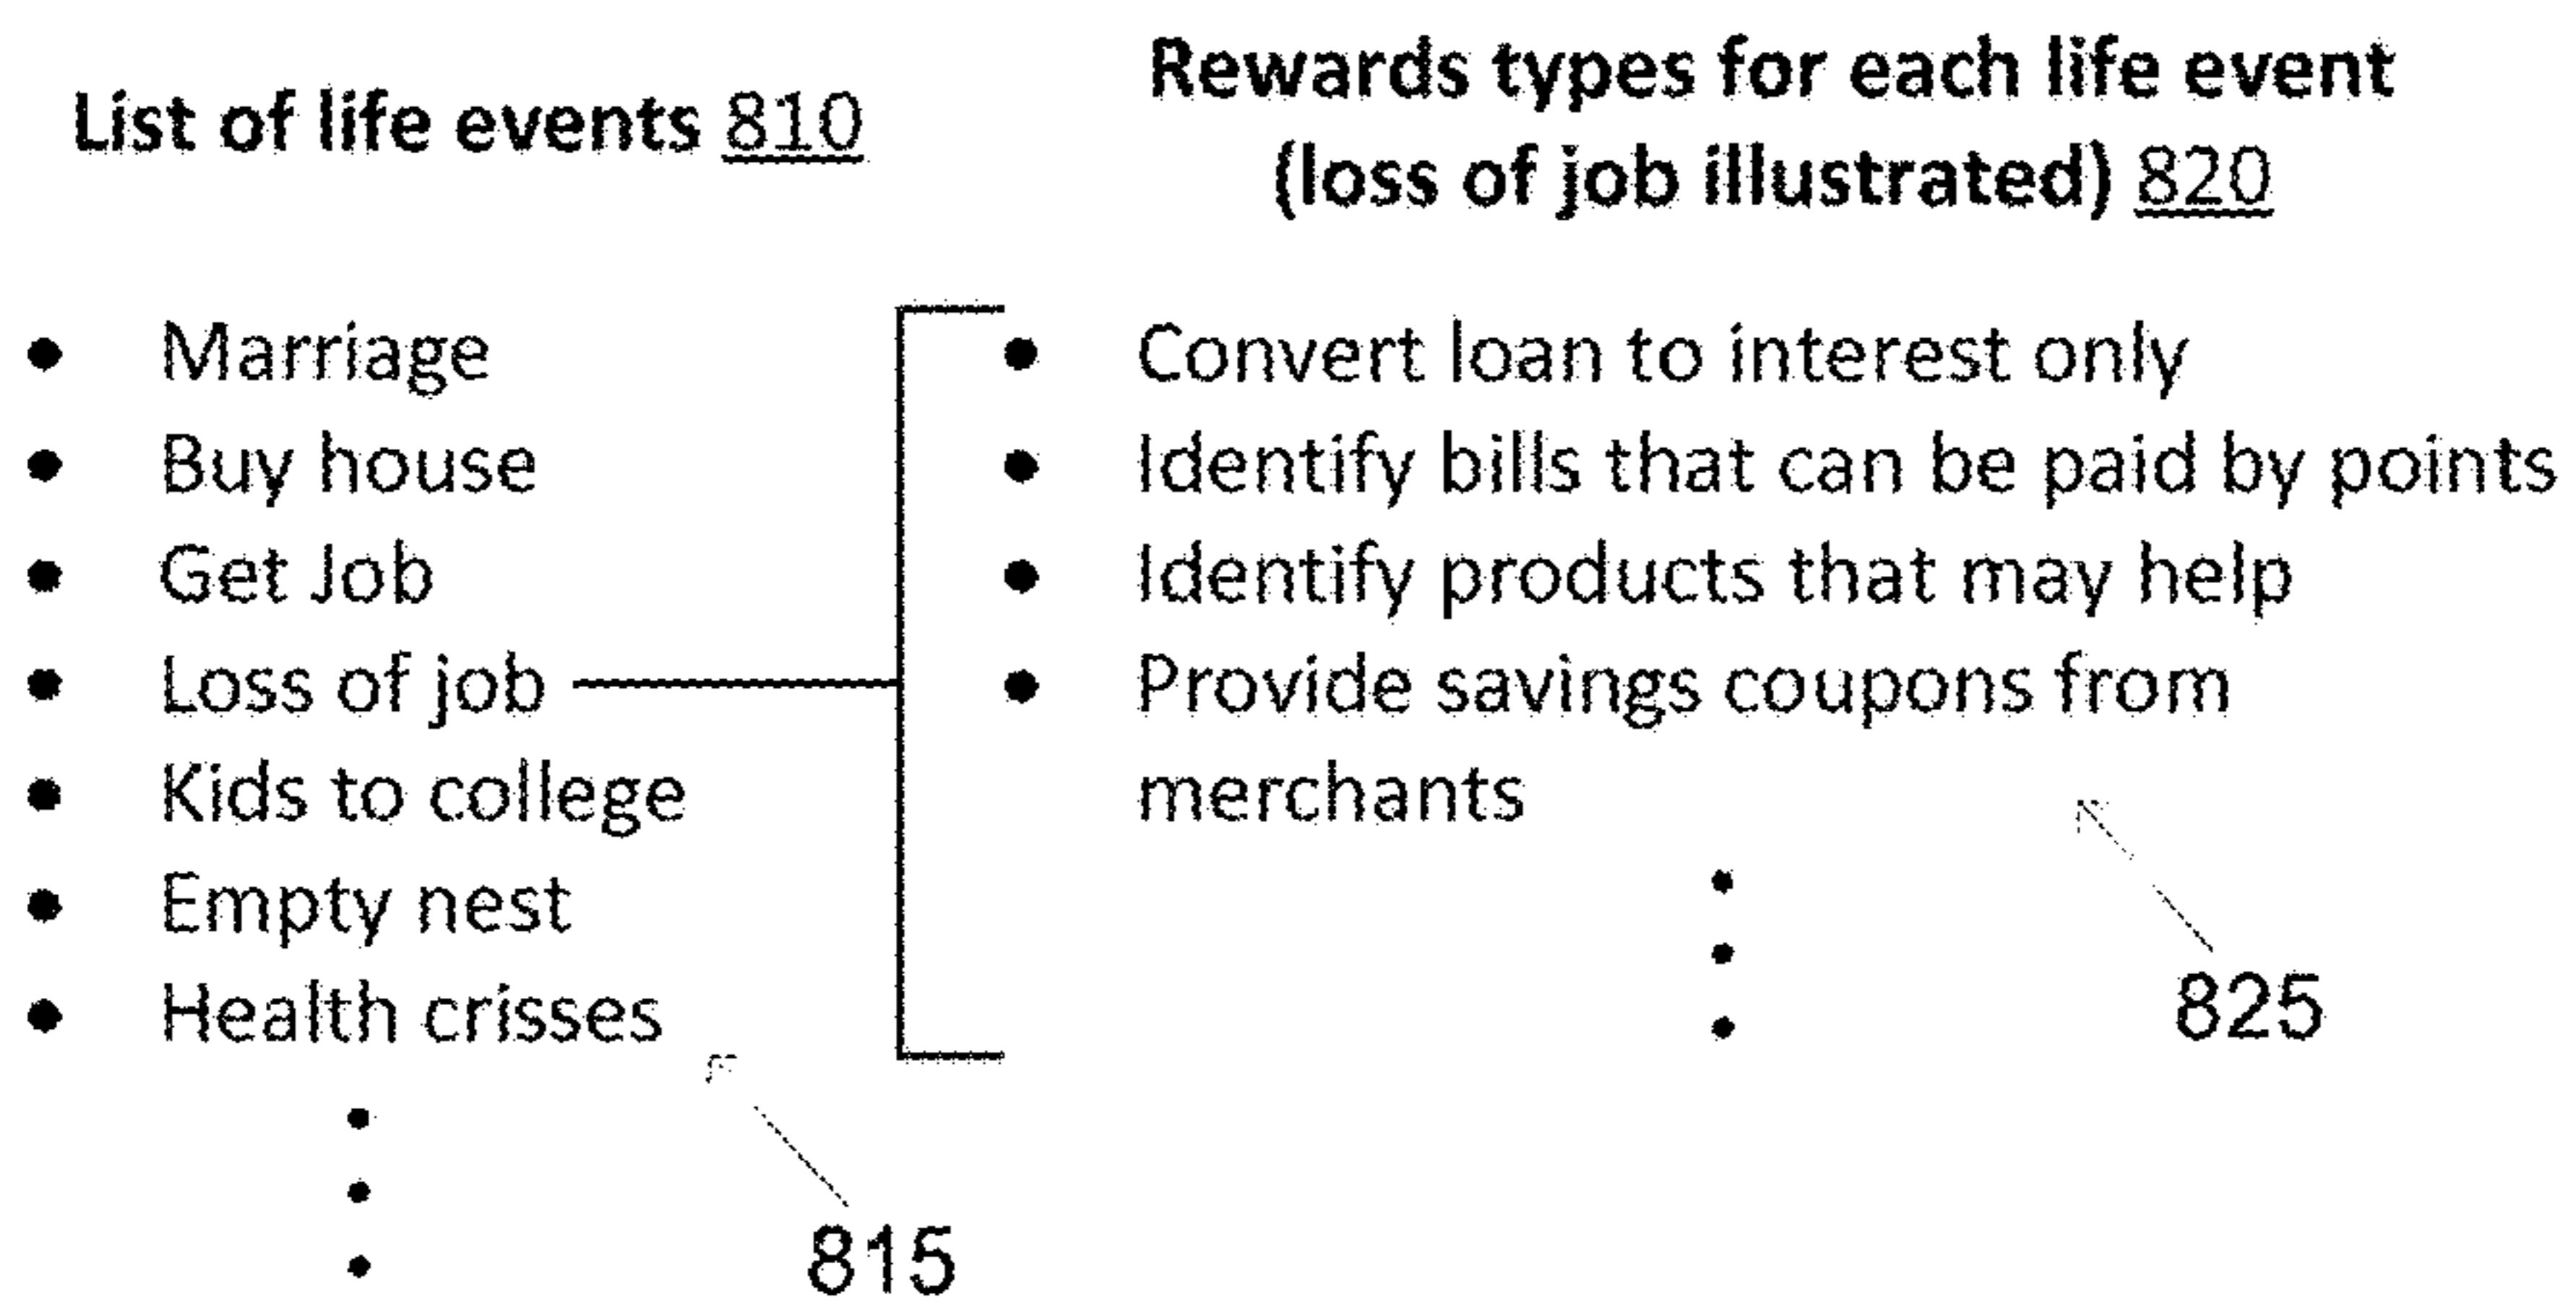 List of life events 810
• Marriage
• Buy house
• Get Job
• Loss of job
• Kids to college
• Empty nest
• Health crisses
815
Rewards types for each life event
(loss of job illustrated) 820
• Convert loan to interest only
• Identify bills that can be paid by points
• Identify products that may help
• Provide savings coupons from
merchants
825